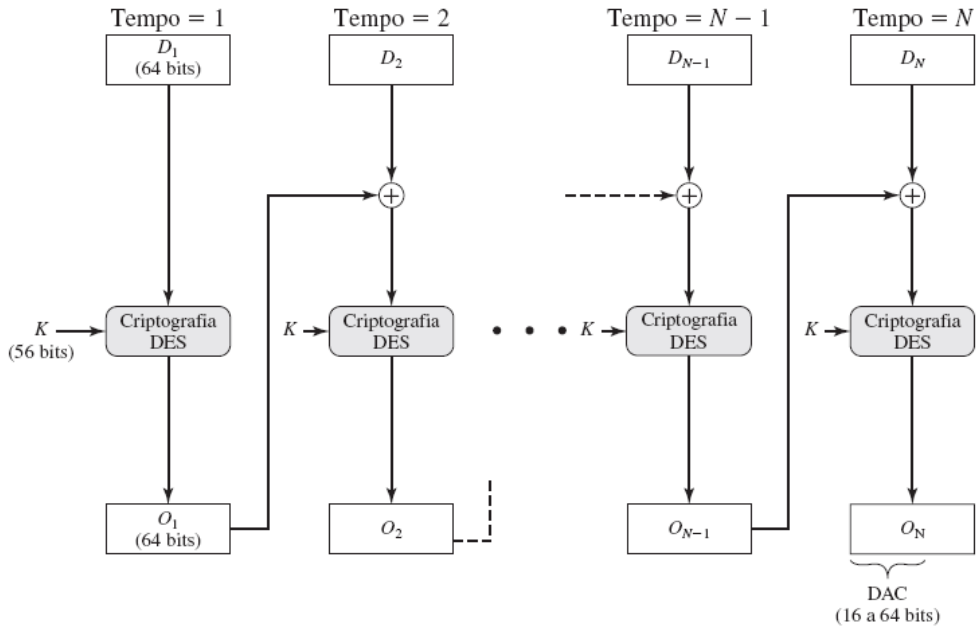 Tempo = 1
Tempo = 2
Tempo = N – 1
Tempo = N
D₁
(64 bits)
D₂
Dₙ₋₁
Dₙ
+
+
+
K
(56 bits)
Criptografia
DES
K
Criptografia
DES
• • •
K
Criptografia
DES
K
Criptografia
DES
O₁
(64 bits)
O₂
Oₙ₋₁
Oₙ
DAC
(16 a 64 bits)